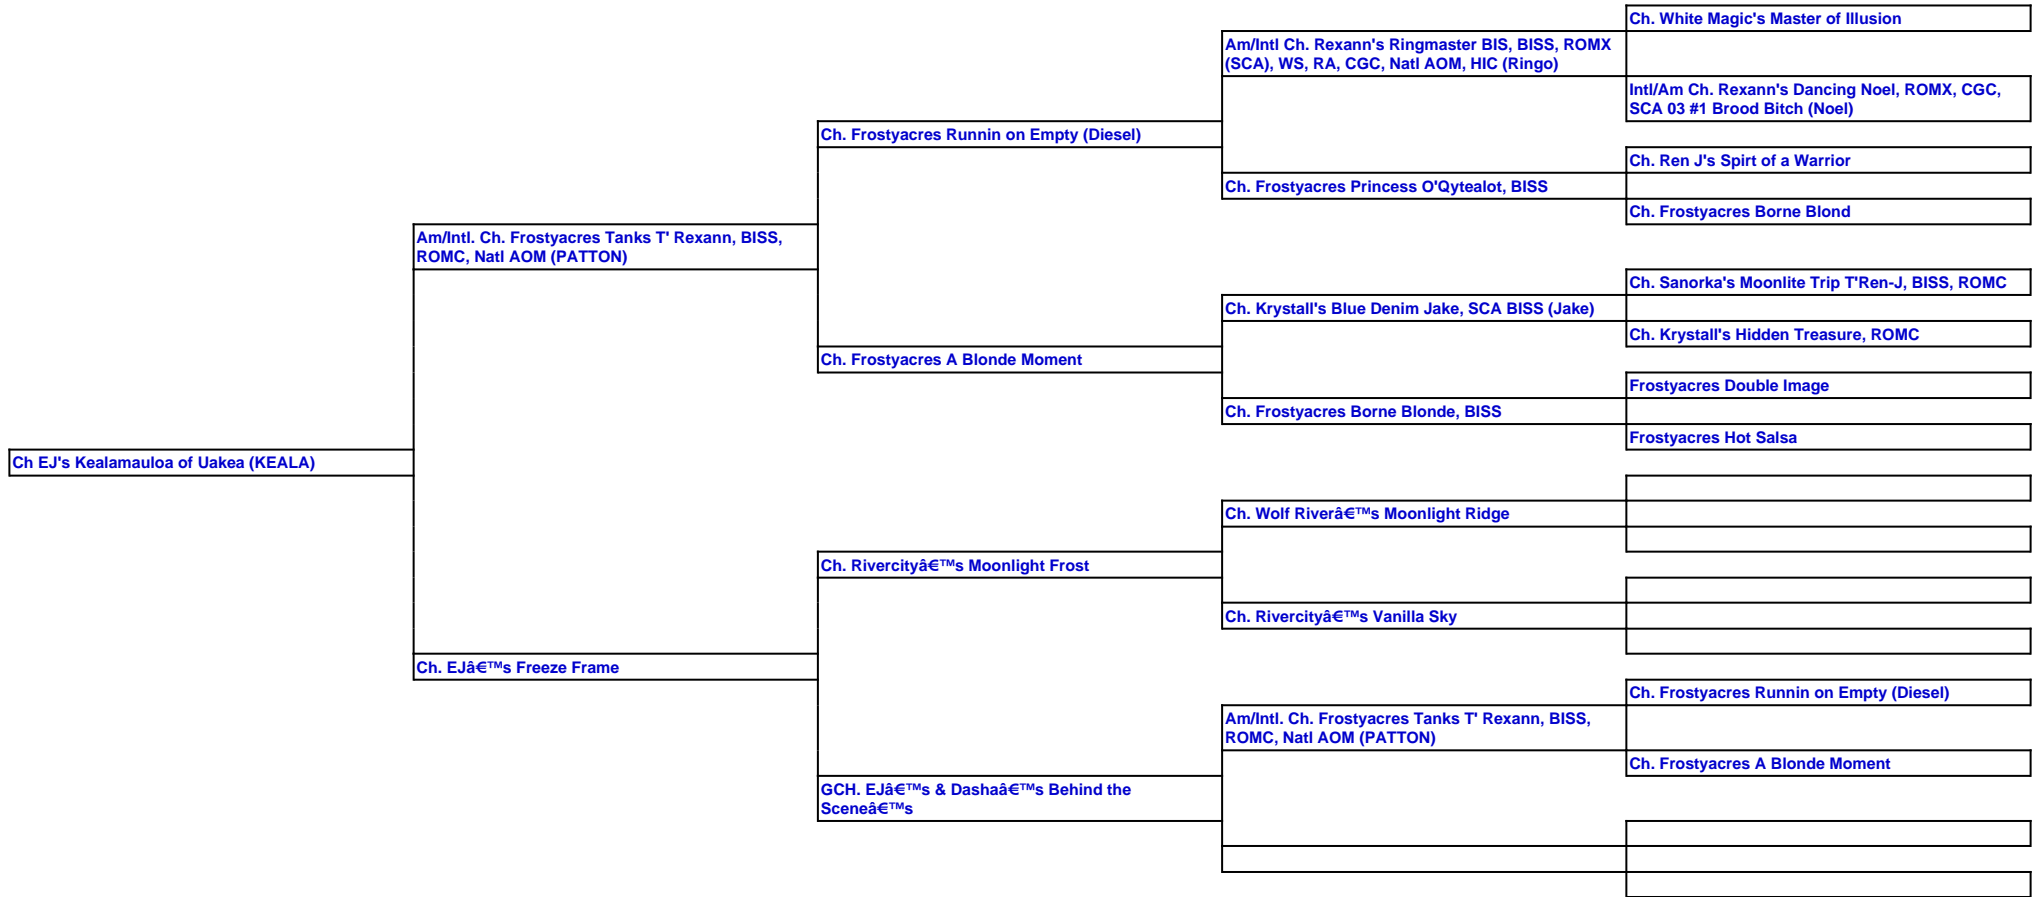 Ch. White Magic's Master of Illusion
Am/Intl Ch. Rexann's Ringmaster BIS, BISS, ROMX
(SCA), WS, RA, CGC, Natl AOM, HIC (Ringo)
Intl/Am Ch. Rexann's Dancing Noel, ROMX, CGC,
SCA 03 #1 Brood Bitch (Noel)
Ch. Frostyacres Runnin on Empty (Diesel)
Ch. Ren J's Spirt of a Warrior
Ch. Frostyacres Princess O'Qytealot, BISS
Ch. Frostyacres Borne Blond
Am/Intl. Ch. Frostyacres Tanks T' Rexann, BISS,
ROMC, Natl AOM (PATTON)
Ch. Sanorka's Moonlite Trip T'Ren-J, BISS, ROMC
Ch. Krystall's Blue Denim Jake, SCA BISS (Jake)
Ch. Krystall's Hidden Treasure, ROMC
Ch. Frostyacres A Blonde Moment
Frostyacres Double Image
Ch. Frostyacres Borne Blonde, BISS
Frostyacres Hot Salsa
Ch EJ's Kealamauloa of Uakea (KEALA)
Ch. Wolf Riverâ€™s Moonlight Ridge
Ch. Rivercityâ€™s Moonlight Frost
Ch. Rivercityâ€™s Vanilla Sky
Ch. EJâ€™s Freeze Frame
Ch. Frostyacres Runnin on Empty (Diesel)
Am/Intl. Ch. Frostyacres Tanks T' Rexann, BISS,
ROMC, Natl AOM (PATTON)
Ch. Frostyacres A Blonde Moment
GCH. EJâ€™s & Dashaâ€™s Behind the
Sceneâ€™s